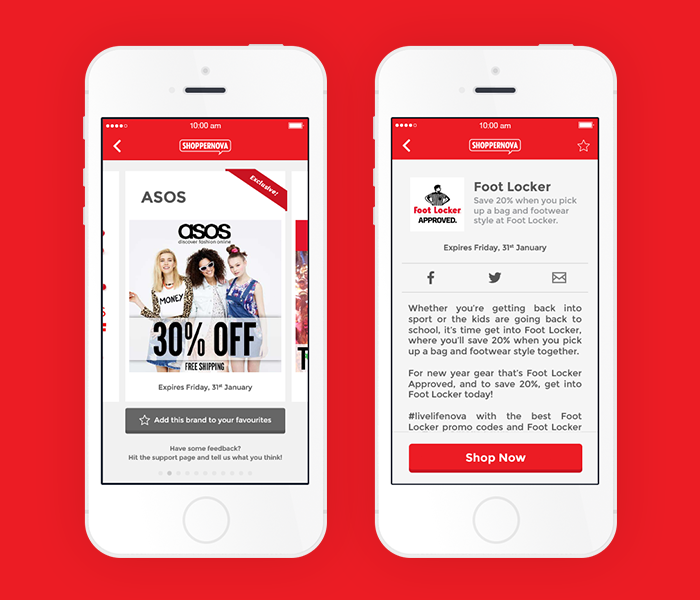 10:00 am
SHOPPERNOVA
Exclusive!
ASOS
asos
discover fashion online
MONEY
30% OFF
FREE SHIPPING
Expires Friday, 31st January
Add this brand to your favourites
Have some feedback?
Hit the support page and tell us what you think!
10:00 am
SHOPPERNOVA
Foot Locker
APPROVED.
Foot Locker
Save 20% when you pick
up a bag and footwear
style at Foot Locker.
Expires Friday, 31st January
Whether you're getting back into
sport or the kids are going back to
school, it's time get into Foot Locker,
where you'll save 20% when you pick
up a bag and footwear style together.
For new year gear that's Foot Locker
Approved, and to save 20%, get into
Foot Locker today!
#livelifenova with the best Foot
Locker promo codes and Foot Locker
Shop Now